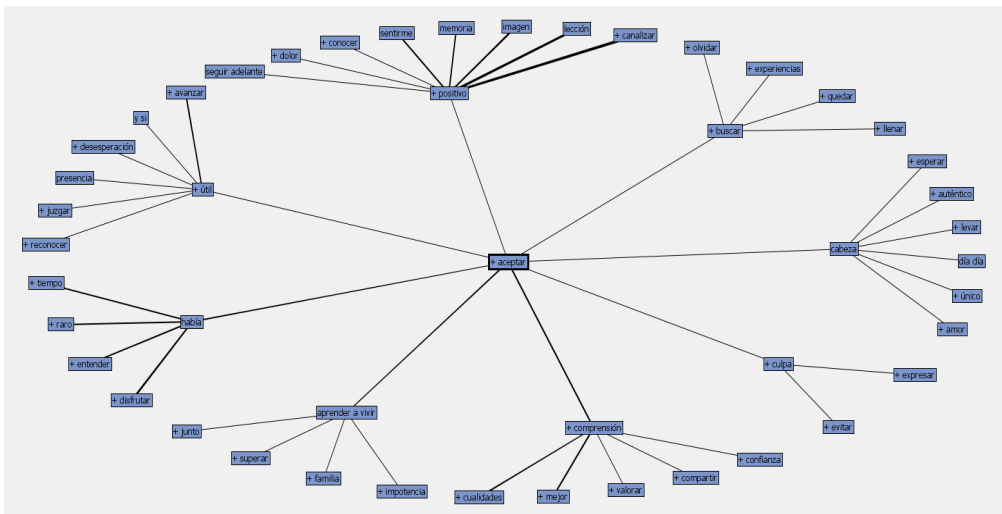 sentirme
memoria
imagen
lección
+ canalizar
+ conocer
+ dolor
seguir adelante
+ positivo
+ olvidar
+ experiencias
+ quedar
+ llenar
+ buscar
+ avanzar
y si
+ desesperación
presencia
+ juzgar
+ reconocer
+ útil
+ esperar
+ auténtico
+ levar
día día
+ único
+ amor
cabeza
+ aceptar
+ tiempo
+ raro
+ entender
+ disfrutar
había
+ culpa
+ expresar
+ evitar
aprender a vivir
+ junto
+ superar
+ familia
+ impotencia
+ comprensión
+ cualidades
+ mejor
+ valorar
+ compartir
+ confianza